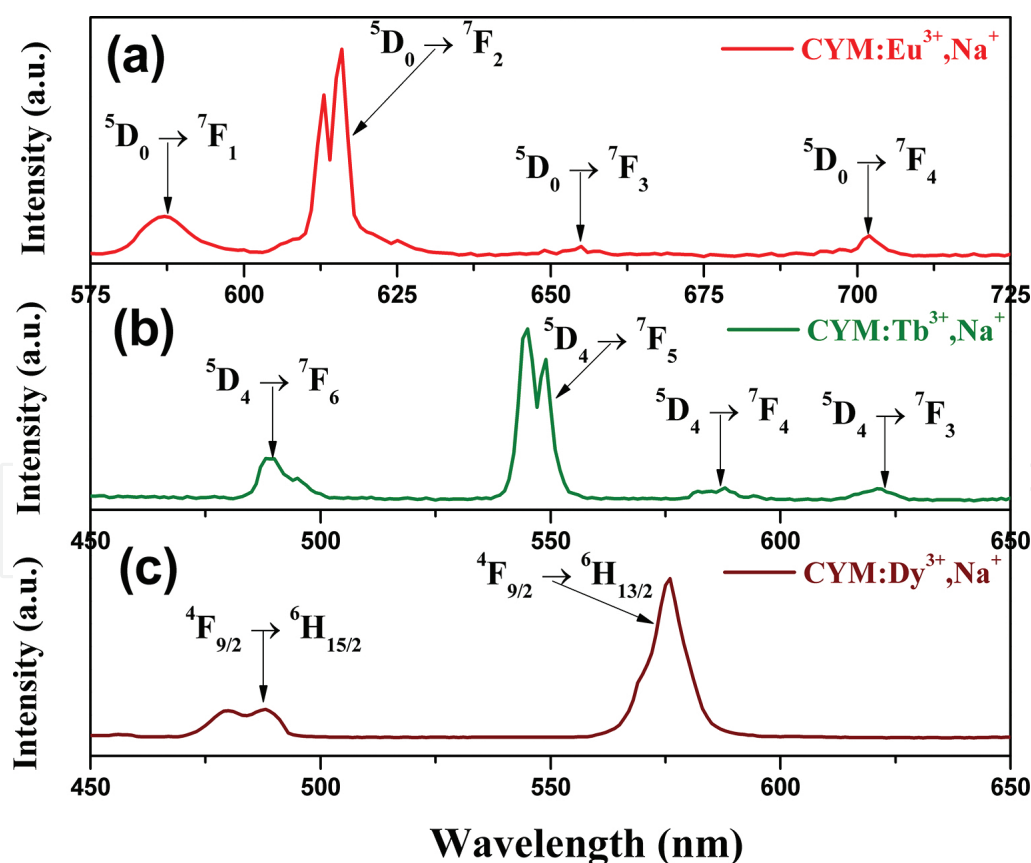 (a)
CYM:Eu³⁺,Na⁺
⁵D₀ → ⁷F₂
⁵D₀ → ⁷F₁
⁵D₀ → ⁷F₃
⁵D₀ → ⁷F₄
Intensity (a.u.)
575 600 625 650 675 700 725
(b)
CYM:Tb³⁺,Na⁺
⁵D₄ → ⁷F₅
⁵D₄ → ⁷F₆
⁵D₄ → ⁷F₄
⁵D₄ → ⁷F₃
Intensity (a.u.)
450 500 550 600 650
(c)
CYM:Dy³⁺,Na⁺
⁴F₉/₂ → ⁶H₁₃/₂
⁴F₉/₂ → ⁶H₁₅/₂
Intensity (a.u.)
450 500 550 600 650
Wavelength (nm)